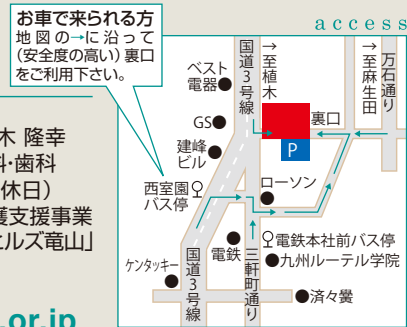 お車で来られる方
地図の→に沿って
(安全度の高い)裏口
をご利用下さい。
access
木 隆幸
科・歯科
休日）
護支援事業
ヒルズ竜山」
.or.jp
国道3号線
→至植木
→至麻生田
万石通り
ベスト
電器
GS
裏口
P
建峰
ビル
西室園
バス停
ローソン
電鉄
電鉄本社前バス停
九州ルーテル学院
ケンタッキー
国道3号線
三軒町通り
済々黌